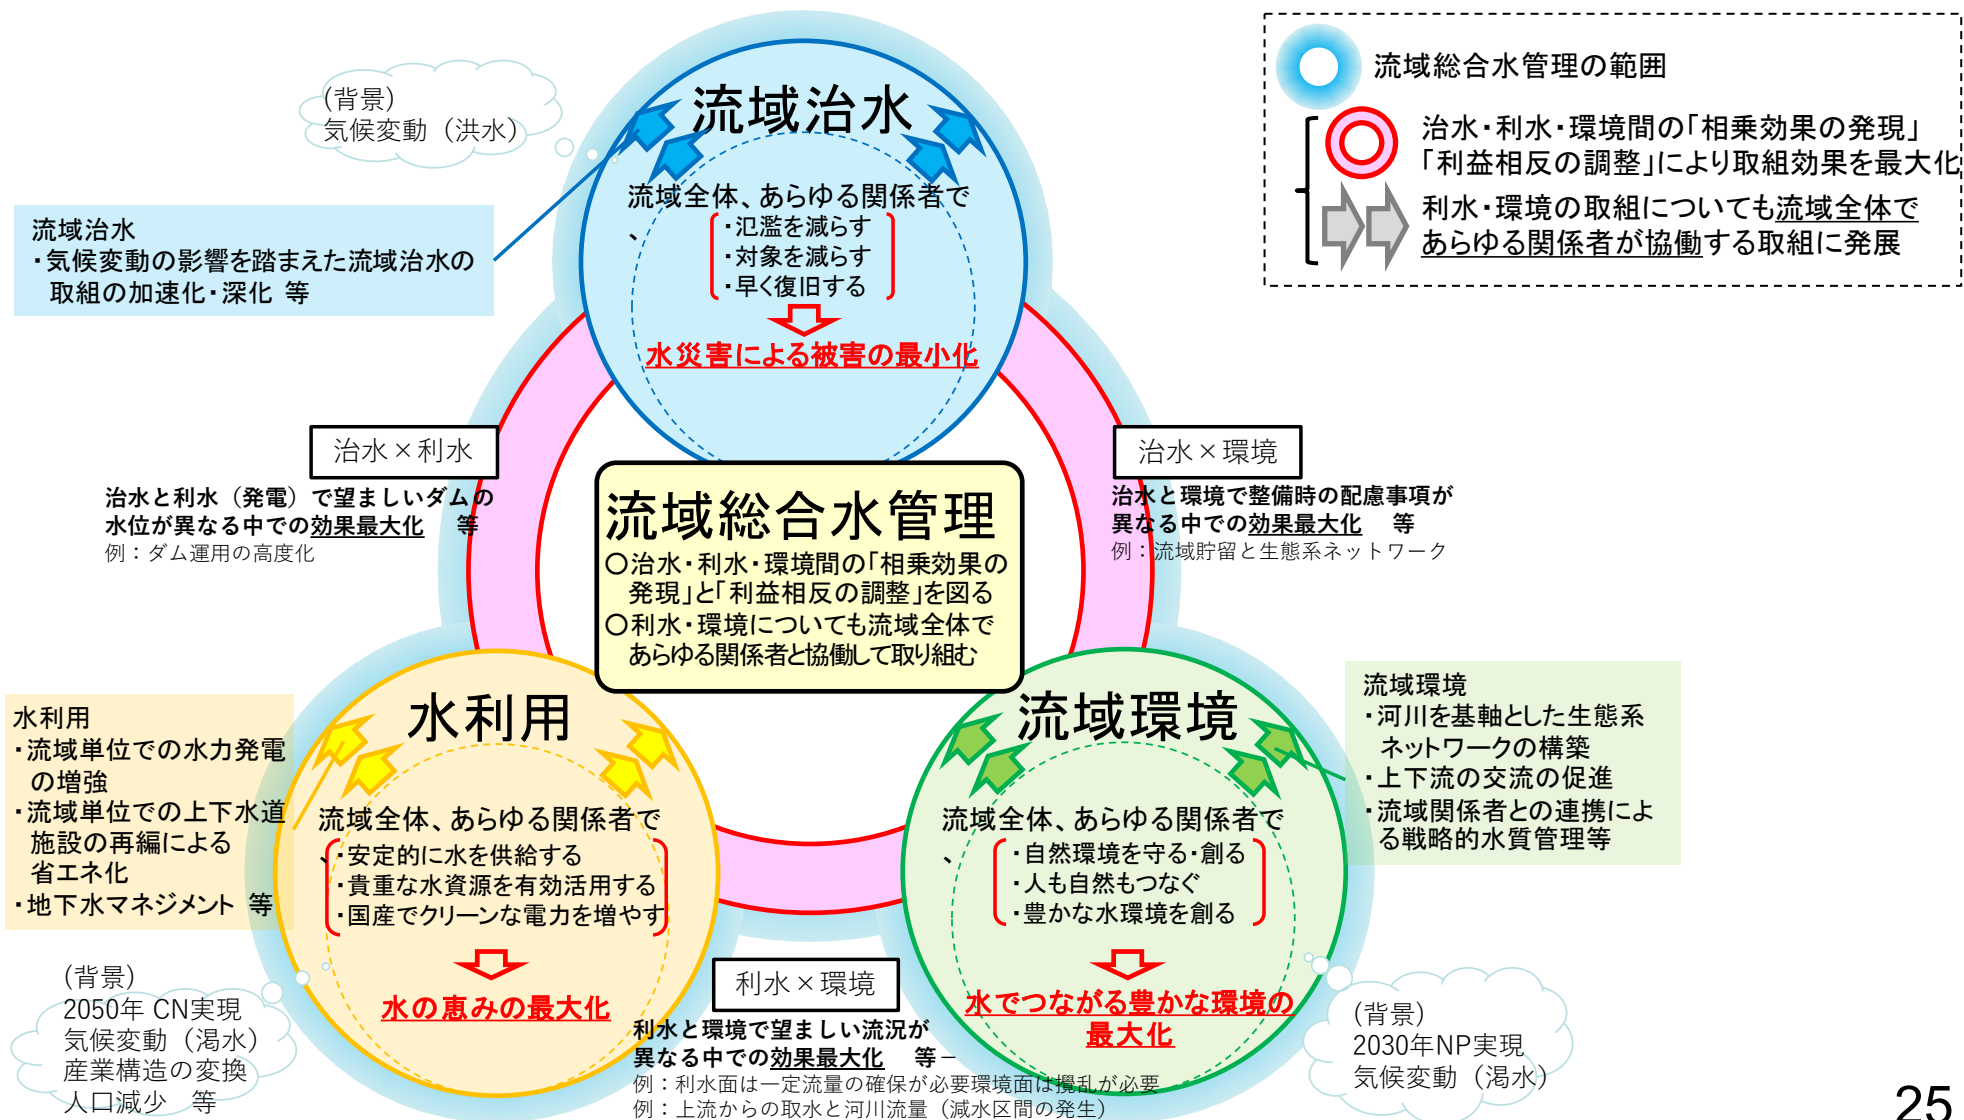 流域総合水管理の範囲
治水・利水・環境間の「相乗効果の発現」
「利益相反の調整」により取組効果を最大化
利水・環境の取組についても流域全体で
あらゆる関係者が協働する取組に発展
(背景)
気候変動（洪水）
流域治水
流域全体、あらゆる関係者で
、
・氾濫を減らす
・対象を減らす
・早く復旧する
水災害による被害の最小化
流域治水
・気候変動の影響を踏まえた流域治水の
取組の加速化・深化 等
治水×利水
治水と利水（発電）で望ましいダムの
水位が異なる中での効果最大化 等
例：ダム運用の高度化
治水×環境
治水と環境で整備時の配慮事項が
異なる中での効果最大化 等
例：流域貯留と生態系ネットワーク
流域総合水管理
〇治水・利水・環境間の「相乗効果の
発現」と「利益相反の調整」を図る
〇利水・環境についても流域全体で
あらゆる関係者と協働して取り組む
水利用
・流域単位での水力発電
の増強
・流域単位での上下水道
施設の再編による
省エネ化
・地下水マネジメント 等
水利用
流域全体、あらゆる関係者で
、
・安定的に水を供給する
・貴重な水資源を有効活用する
・国産でクリーンな電力を増やす
水の恵みの最大化
(背景)
2050年 CN実現
気候変動（渇水）
産業構造の変換
人口減少 等
流域環境
流域全体、あらゆる関係者で
、
・自然環境を守る・創る
・人も自然もつなぐ
・豊かな水環境を創る
水でつながる豊かな環境の
最大化
流域環境
・河川を基軸とした生態系
ネットワークの構築
・上下流の交流の促進
・流域関係者との連携によ
る戦略的水質管理等
(背景)
2030年NP実現
気候変動（渇水）
利水×環境
利水と環境で望ましい流況が
異なる中での効果最大化 等－
例：利水面は一定流量の確保が必要環境面は攪乱が必要
例：上流からの取水と河川流量（減水区間の発生）
25